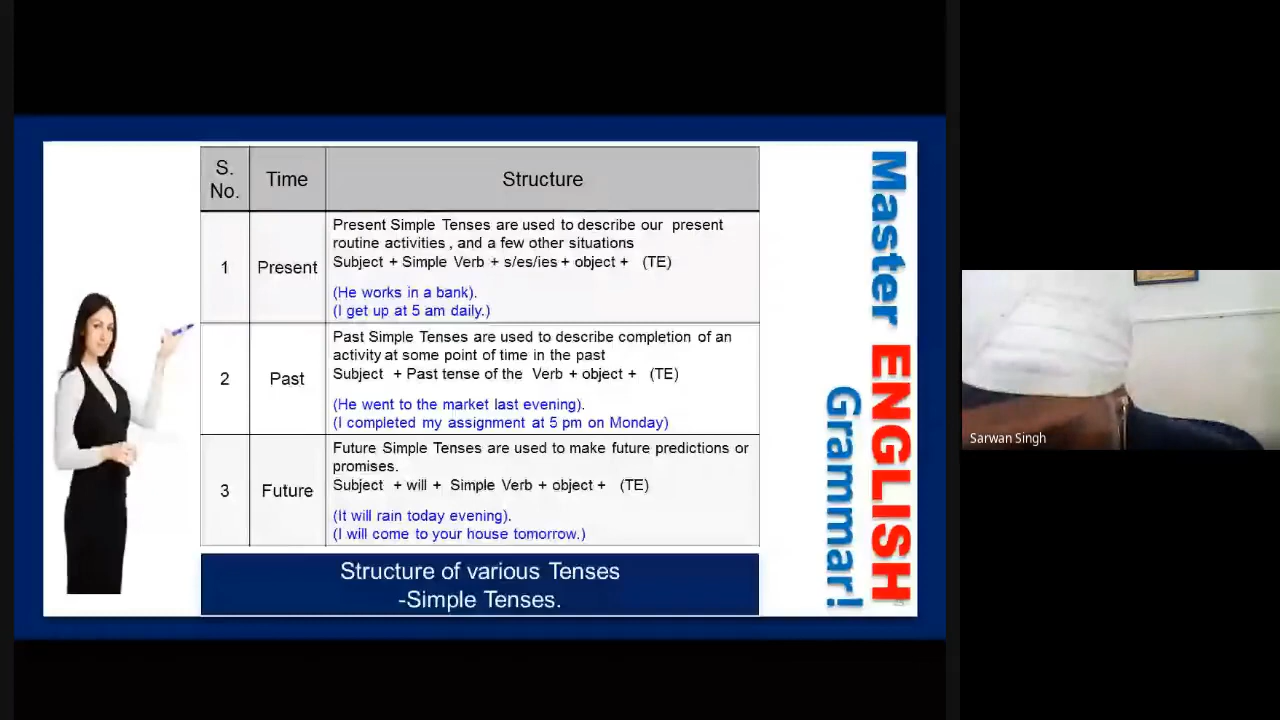 S.
No.
Time
Structure
1
Present
Present Simple Tenses are used to describe our present
routine activities , and a few other situations
Subject + Simple Verb + s/es/ies + object + (TE)
(He works in a bank).
(I get up at 5 am daily.)
2
Past
Past Simple Tenses are used to describe completion of an
activity at some point of time in the past
Subject + Past tense of the Verb + object + (TE)
(He went to the market last evening).
(I completed my assignment at 5 pm on Monday)
3
Future
Future Simple Tenses are used to make future predictions or
promises.
Subject + will + Simple Verb + object + (TE)
(It will rain today evening).
(I will come to your house tomorrow.)
Structure of various Tenses
-Simple Tenses.
Master ENGLISH
Grammar!
Sarwan Singh